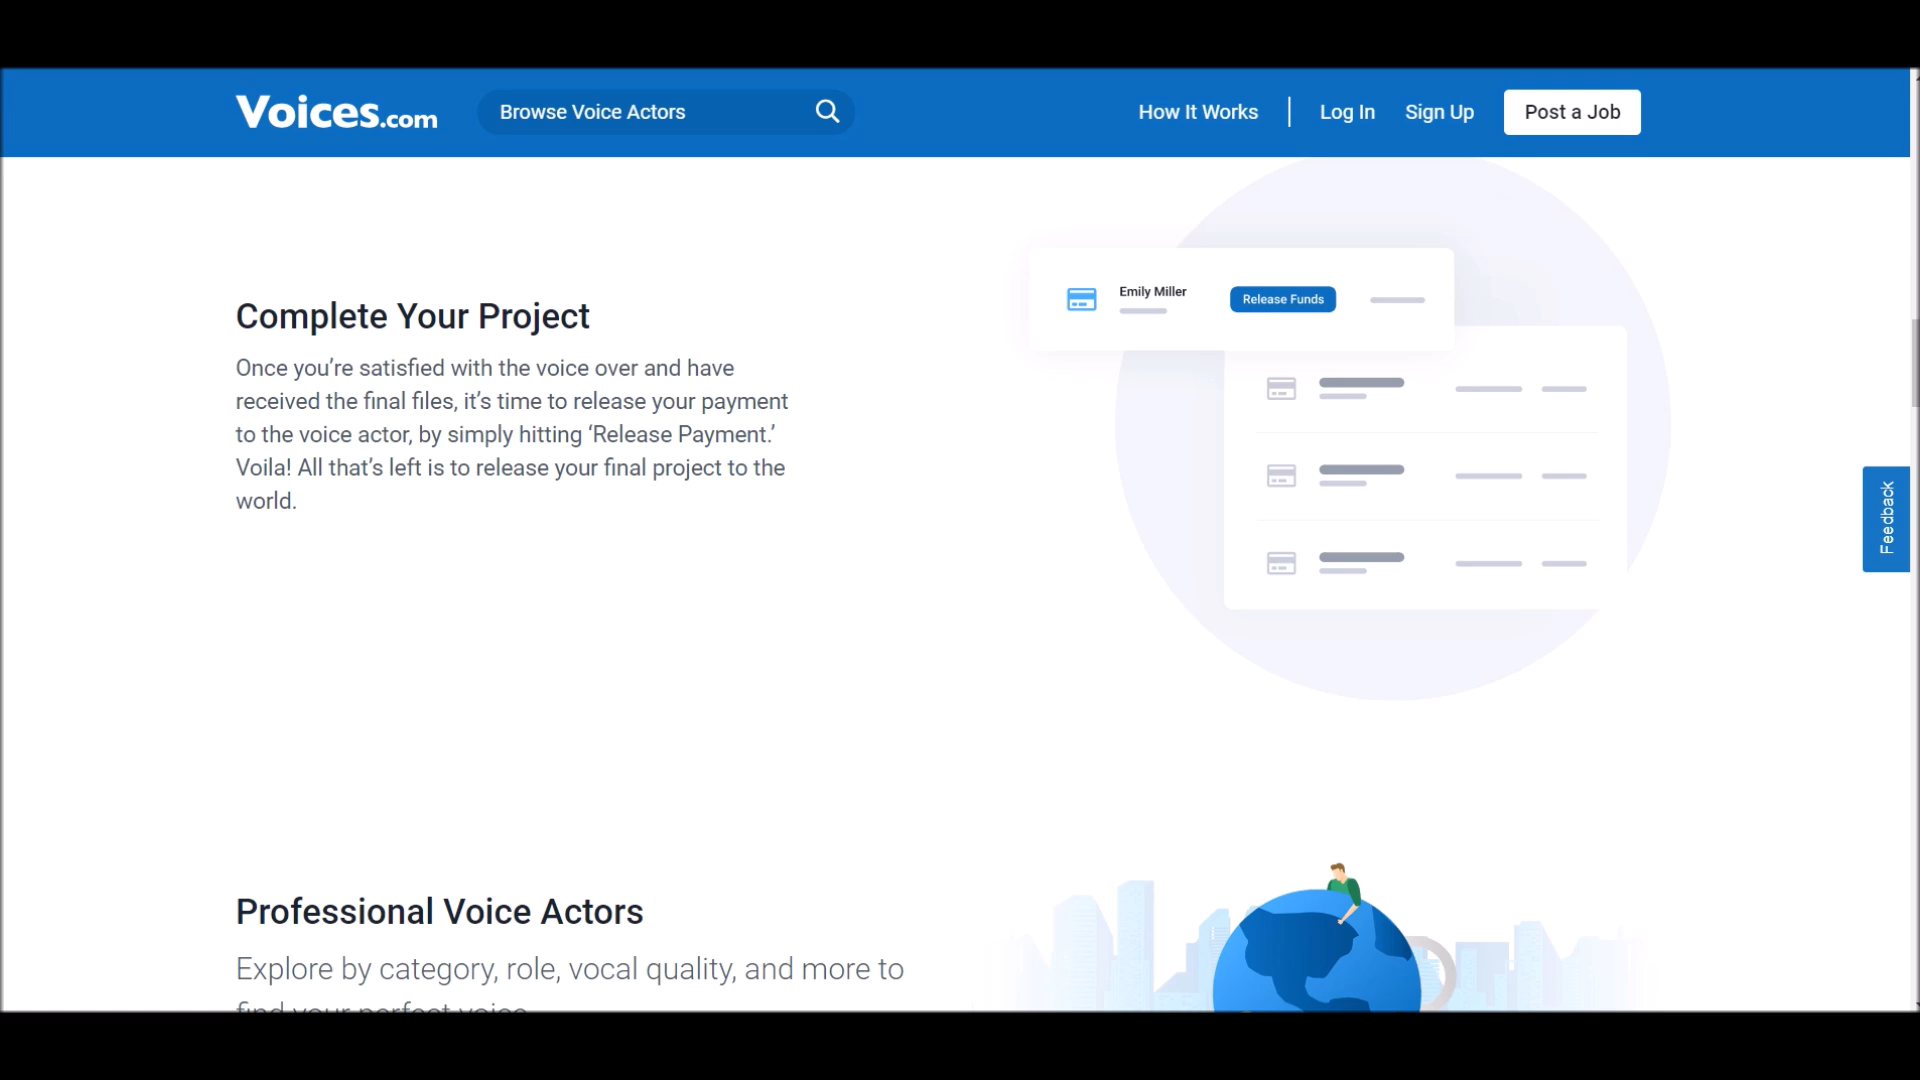 Voices.com
Browse Voice Actors
How It Works
Log In
Sign Up
Post a Job
Complete Your Project
Once you’re satisfied with the voice over and have
received the final files, it’s time to release your payment
to the voice actor, by simply hitting ‘Release Payment.’
Voila! All that’s left is to release your final project to the
world.
Emily Miller
Release Funds
Feedback
Professional Voice Actors
Explore by category, role, vocal quality, and more to
find your perfect voice